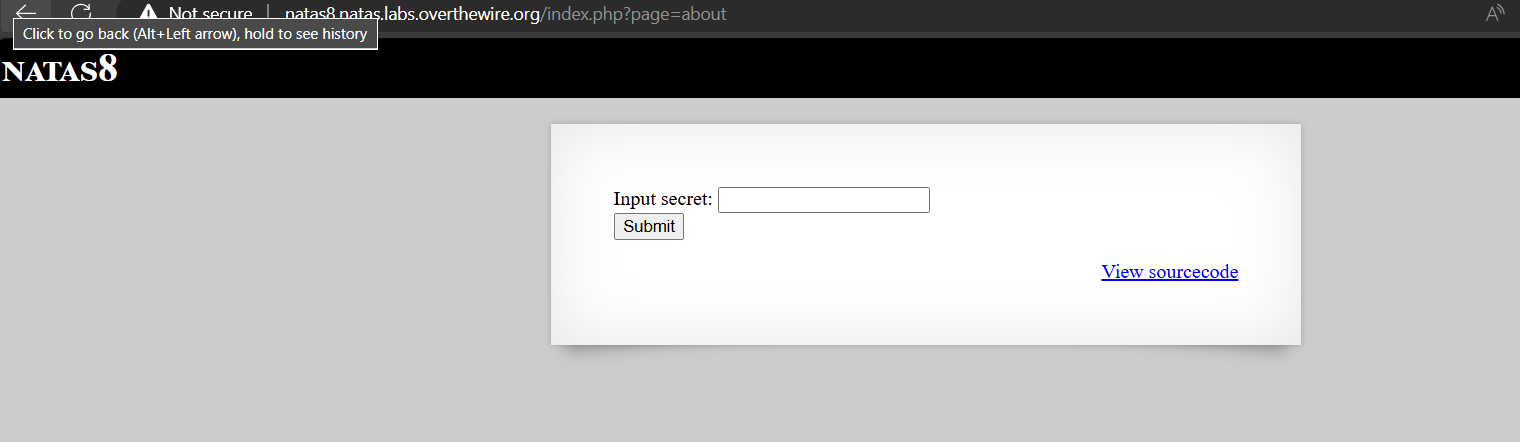 Not secure natas8.natas.labs.overthewire.org/index.php?page=about A
Click to go back (Alt+Left arrow), hold to see history
NATAS8
Input secret:
Submit
View sourcecode